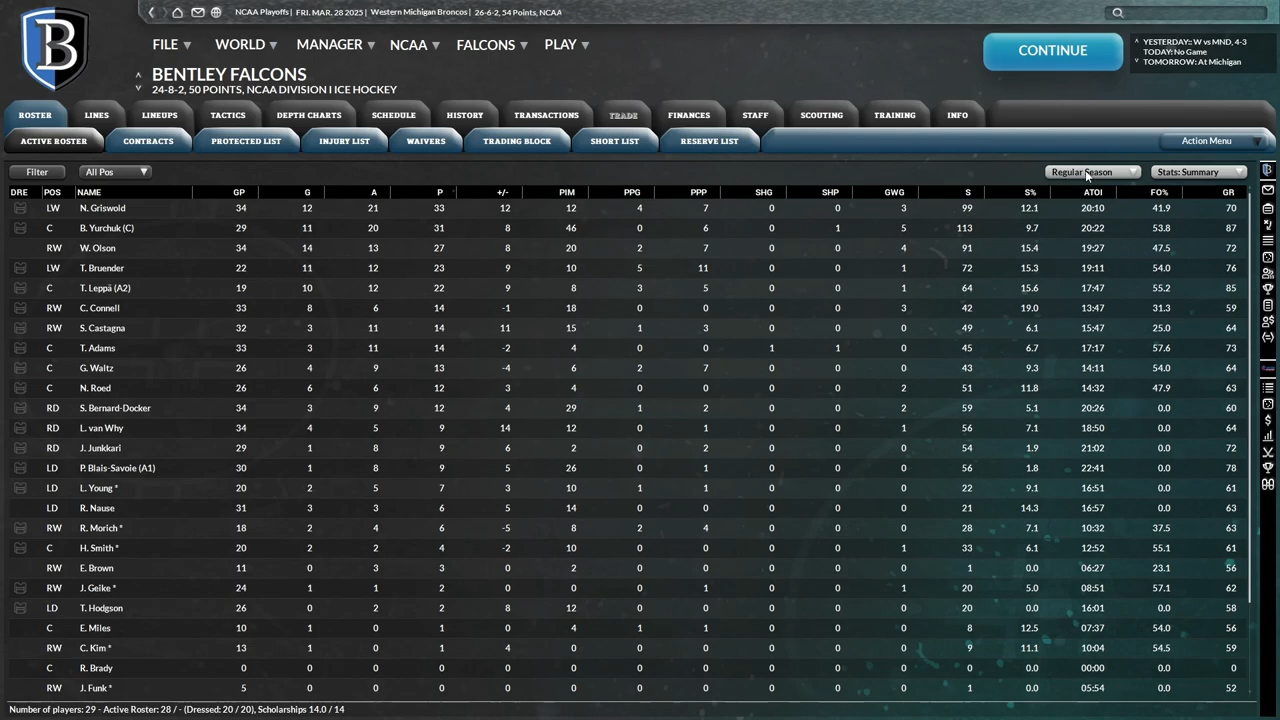 NCAA Playoffs | FRI. MAR. 28 2025 | Western Michigan Broncos | 26-6-2, 54 Points, NCAA
FILE WORLD MANAGER NCAA FALCONS PLAY
CONTINUE
YESTERDAY:: W vs MND, 4-3
TODAY: No Game
TOMORROW: At Michigan
B
BENTLEY FALCONS
24-8-2, 50 POINTS, NCAA DIVISION I ICE HOCKEY
ROSTER LINES LINEUPS TACTICS DEPTH CHARTS SCHEDULE HISTORY TRANSACTIONS TRADE FINANCES STAFF SCOUTING TRAINING INFO
ACTIVE ROSTER CONTRACTS PROTECTED LIST INJURY LIST WAIVERS TRADING BLOCK SHORT LIST RESERVE LIST Action Menu
Filter All Pos Regular Season Stats: Summary
DRE POS NAME GP G A P +/- PIM PPG PPP SHG SHP GWG S S% ATOI FO% GR
LW N. Griswold 34 12 21 33 12 12 4 7 0 0 3 99 12.1 20:10 41.9 70
C B. Yurchuk (C) 29 11 20 31 8 46 0 6 0 1 5 113 9.7 20:22 53.8 87
RW W. Olson 34 14 13 27 8 20 2 7 0 0 4 91 15.4 19:27 47.5 72
LW T. Bruender 22 11 12 23 9 10 5 11 0 0 1 72 15.3 19:11 54.0 76
C T. Leppä (A2) 19 10 12 22 9 8 3 5 0 0 1 64 15.6 17:47 55.2 85
RW C. Connell 33 8 6 14 -1 18 0 0 0 0 3 42 19.0 13:47 31.3 59
RW S. Castagna 32 3 11 14 11 15 1 3 0 0 0 49 6.1 15:47 25.0 64
C T. Adams 33 3 11 14 -2 4 0 0 1 1 0 45 6.7 17:17 57.6 73
C G. Waltz 26 4 9 13 -4 6 2 7 0 0 0 43 9.3 14:11 54.0 64
C N. Roed 26 6 6 12 3 4 0 0 0 0 2 51 11.8 14:32 47.9 63
RD S. Bernard-Docker 34 3 9 12 4 29 1 2 0 0 2 59 5.1 20:26 0.0 60
RD L. van Why 34 4 5 9 14 12 0 1 0 0 1 56 7.1 18:50 0.0 64
RD J. Junkkari 29 1 8 9 6 2 0 2 0 0 0 54 1.9 21:02 0.0 72
LD P. Blais-Savoie (A1) 30 1 8 9 5 26 0 1 0 0 0 56 1.8 22:41 0.0 78
LD L. Young * 20 2 5 7 3 10 1 1 0 0 0 22 9.1 16:51 0.0 61
LD R. Nause 31 3 3 6 5 14 0 0 0 0 0 21 14.3 16:57 0.0 63
RW R. Morich * 18 2 4 6 -5 8 2 4 0 0 0 28 7.1 10:32 37.5 63
C H. Smith * 20 2 2 4 -2 10 0 0 0 0 1 33 6.1 12:52 55.1 61
RW E. Brown 11 0 3 3 0 2 0 0 0 0 0 1 0.0 06:27 23.1 56
RW J. Geike * 24 1 1 2 0 0 0 1 0 0 1 20 5.0 08:51 57.1 62
LD T. Hodgson 26 0 2 2 8 12 0 0 0 0 0 20 0.0 16:01 0.0 58
C E. Miles 10 1 0 1 0 4 1 1 0 0 0 8 12.5 07:37 54.0 56
RW C. Kim * 13 1 0 1 4 0 0 0 0 0 0 9 11.1 10:04 54.5 59
C R. Brady 0 0 0 0 0 0 0 0 0 0 0 0 0.0 00:00 0.0 0
RW J. Funk * 5 0 0 0 0 0 0 0 0 0 0 1 0.0 05:54 0.0 52
Number of players: 29 - Active Roster: 28 / - (Dressed: 20 / 20), Scholarships 14.0 / 14